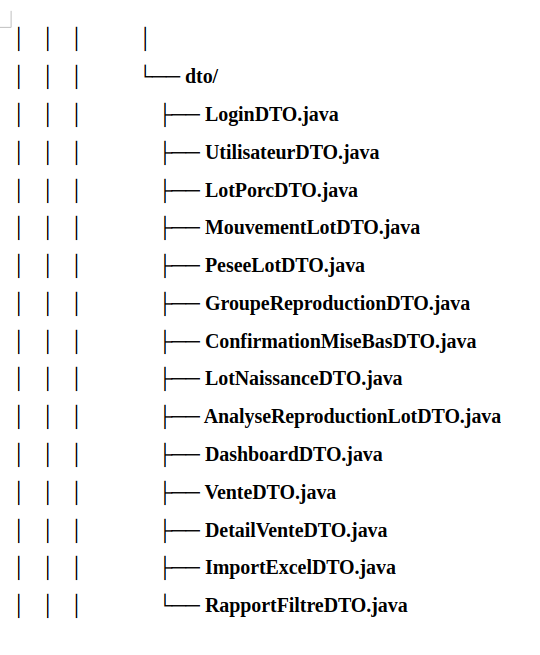 │ │ │ │
│ │ │ └── dto/
│ │ │ ├── LoginDTO.java
│ │ │ ├── UtilisateurDTO.java
│ │ │ ├── LotPorcDTO.java
│ │ │ ├── MouvementLotDTO.java
│ │ │ ├── PeseeLotDTO.java
│ │ │ ├── GroupeReproductionDTO.java
│ │ │ ├── ConfirmationMiseBasDTO.java
│ │ │ ├── LotNaissanceDTO.java
│ │ │ ├── AnalyseReproductionLotDTO.java
│ │ │ ├── DashboardDTO.java
│ │ │ ├── VenteDTO.java
│ │ │ ├── DetailVenteDTO.java
│ │ │ ├── ImportExcelDTO.java
│ │ │ └── RapportFiltreDTO.java